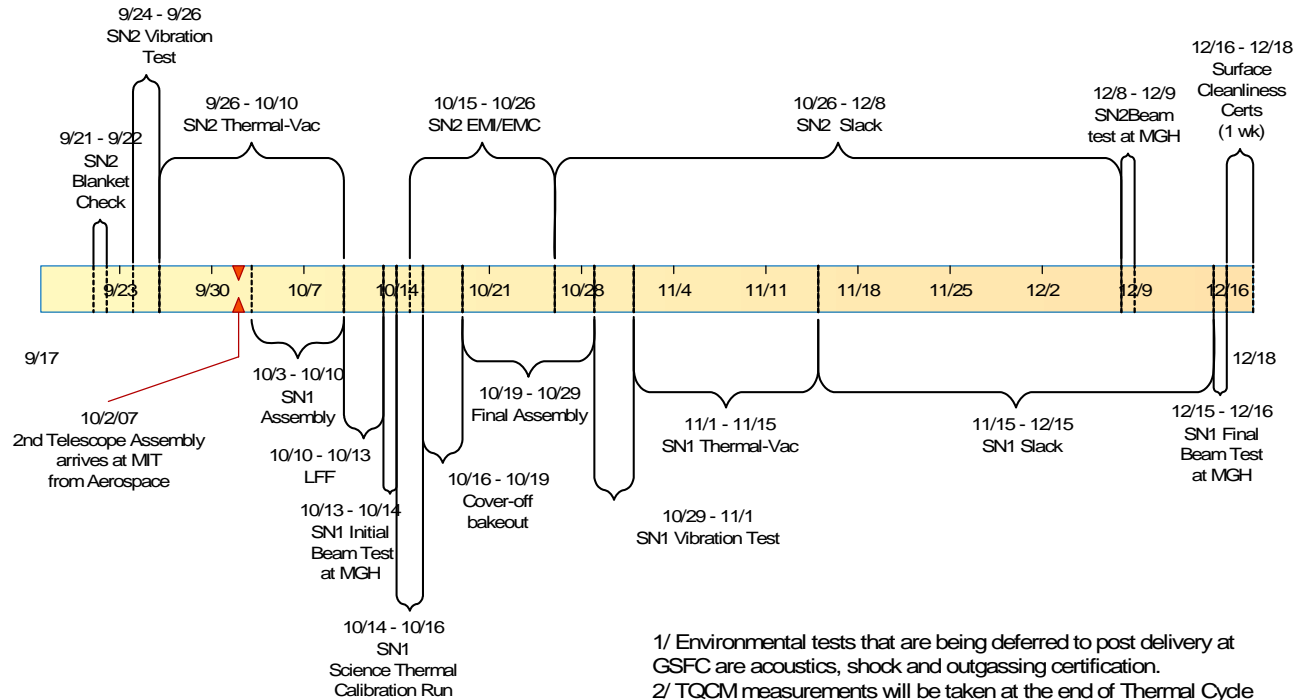 9/24 - 9/26
SN2 Vibration
Test
9/21 - 9/22
SN2
Blanket
Check
9/26 - 10/10
SN2 Thermal-Vac
10/15 - 10/26
SN2 EMI/EMC
10/26 - 12/8
SN2 Slack
12/8 - 12/9
SN2Beam
test at MGH
12/16 - 12/18
Surface
Cleanliness
Certs
(1 wk)
9/23
9/30
10/7
10/14
10/21
10/28
11/4
11/11
11/18
11/25
12/2
12/9
12/16
9/17
12/18
10/2/07
2nd Telescope Assembly
arrives at MIT
from Aerospace
10/3 - 10/10
SN1
Assembly
10/10 - 10/13
LFF
10/13 - 10/14
SN1 Initial
Beam Test
at MGH
10/14 - 10/16
SN1
Science Thermal
Calibration Run
10/16 - 10/19
Cover-off
bakeout
10/19 - 10/29
Final Assembly
10/29 - 11/1
SN1 Vibration Test
11/1 - 11/15
SN1 Thermal-Vac
11/15 - 12/15
SN1 Slack
12/15 - 12/16
SN1 Final
Beam Test
at MGH
1/ Environmental tests that are being deferred to post delivery at
GSFC are acoustics, shock and outgassing certification.
2/ TQCM measurements will be taken at the end of Thermal Cycle